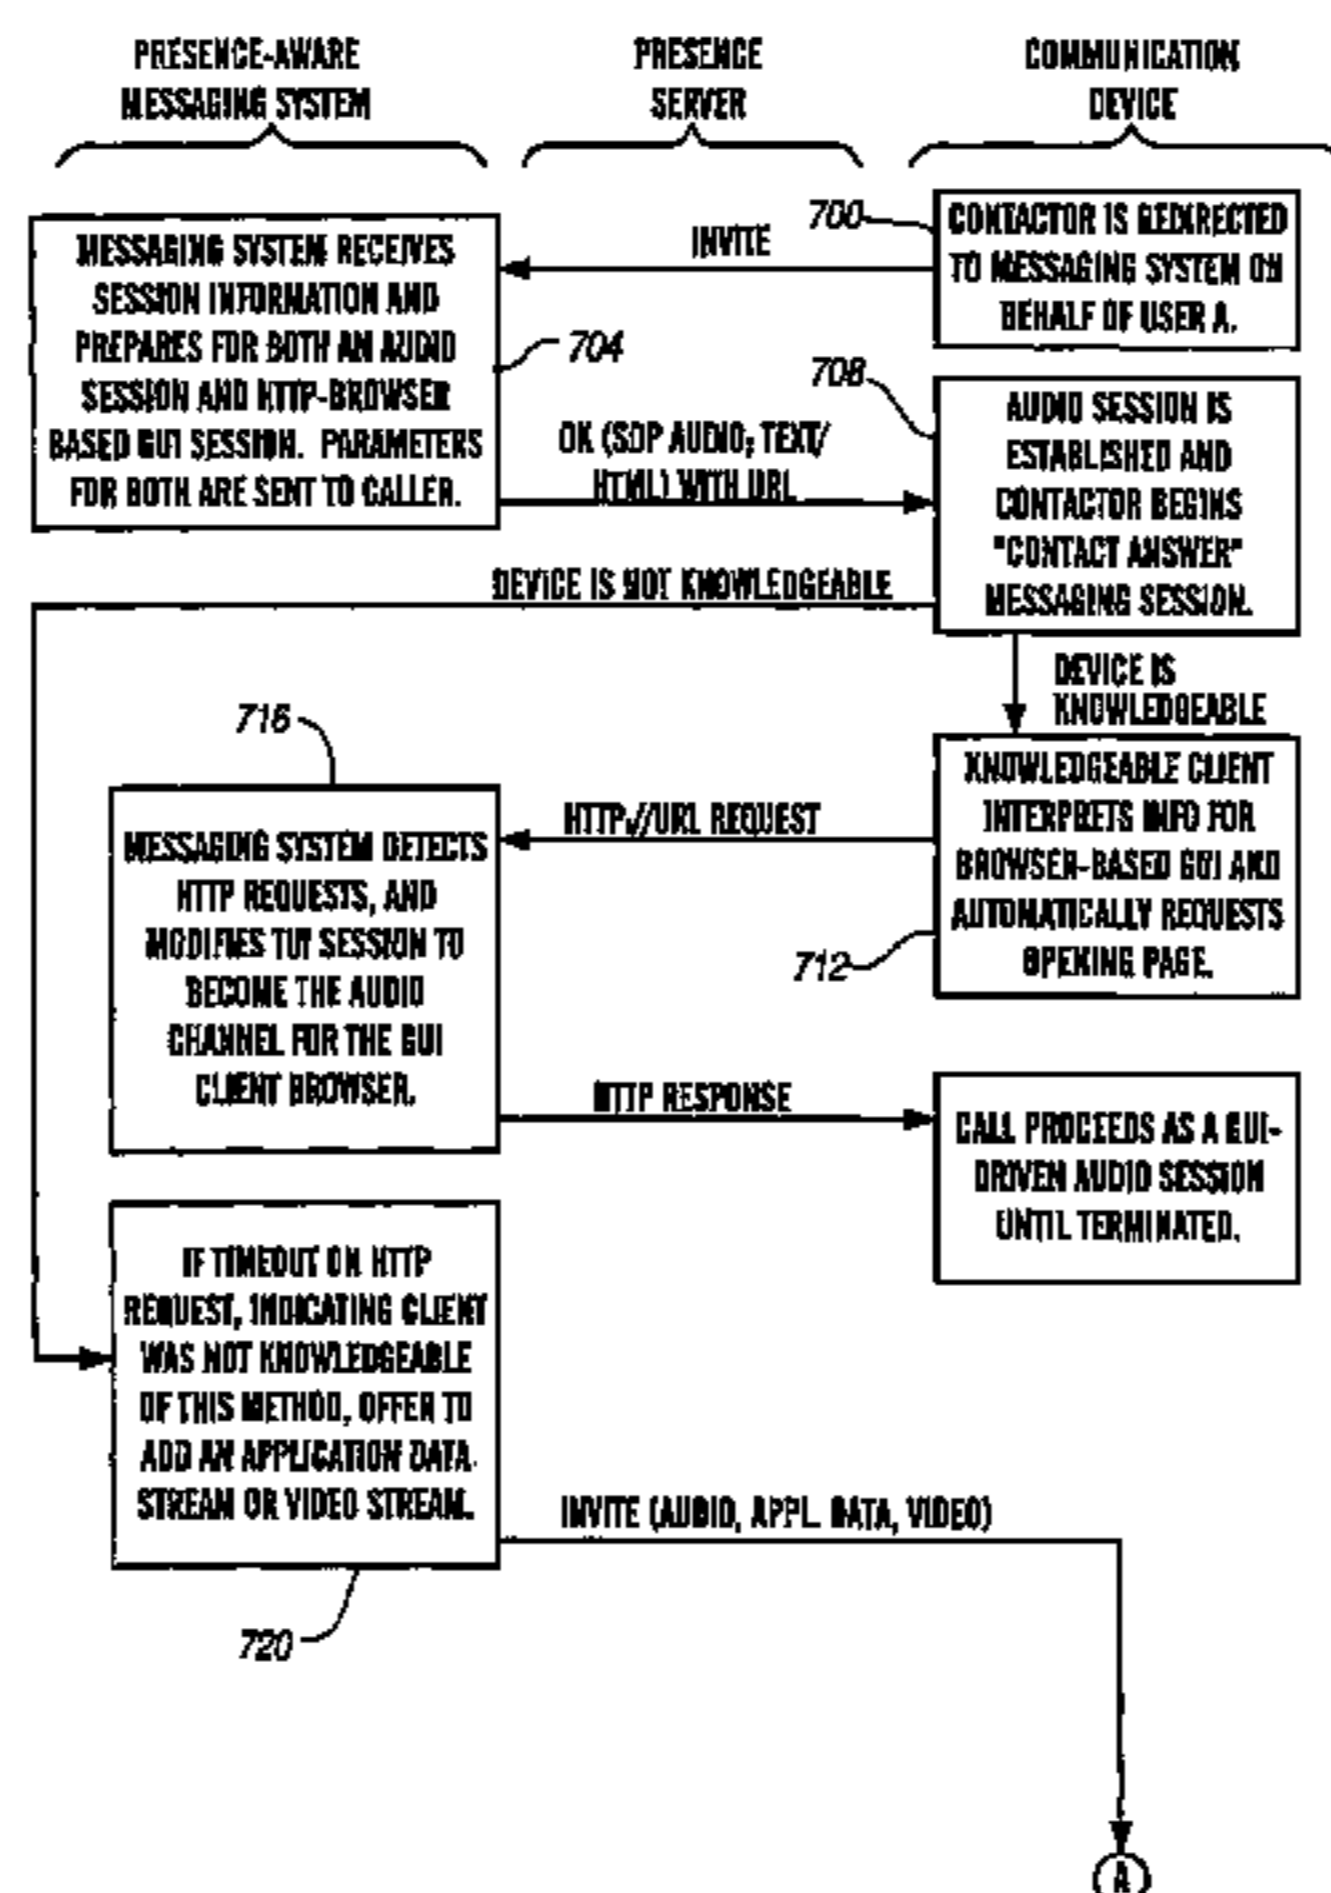 PRESENCE-AWARE
MESSAGING SYSTEM
PRESENCE
SERVER
COMMUNICATION
DEVICE
700
CONTACTOR IS REDIRECTED
TO MESSAGING SYSTEM ON
BEHALF OF USER A.
INVITE
MESSAGING SYSTEM RECEIVES
SESSION INFORMATION AND
PREPARES FOR BOTH AN AUDIO
SESSION AND HTTP-BROWSER
BASED GUI SESSION. PARAMETERS
FOR BOTH ARE SENT TO CALLER.
704
708
OK (SDP AUDIO; TEXT/
HTML) WITH URL
AUDIO SESSION IS
ESTABLISHED AND
CONTACTOR BEGINS
"CONTACT ANSWER"
MESSAGING SESSION.
DEVICE IS NOT KNOWLEDGEABLE
DEVICE IS
KNOWLEDGEABLE
716
KNOWLEDGEABLE CLIENT
INTERPRETS INFO FOR
BROWSER-BASED GUI AND
AUTOMATICALLY REQUESTS
OPENING PAGE.
712
HTTP://URL REQUEST
MESSAGING SYSTEM DETECTS
HTTP REQUESTS, AND
MODIFIES TUI SESSION TO
BECOME THE AUDIO
CHANNEL FOR THE GUI
CLIENT BROWSER.
HTTP RESPONSE
CALL PROCEEDS AS A GUI-
DRIVEN AUDIO SESSION
UNTIL TERMINATED.
IF TIMEOUT ON HTTP
REQUEST, INDICATING CLIENT
WAS NOT KNOWLEDGEABLE
OF THIS METHOD, OFFER TO
ADD AN APPLICATION DATA
STREAM OR VIDEO STREAM.
INVITE (AUDIO, APPL. DATA, VIDEO)
720
A